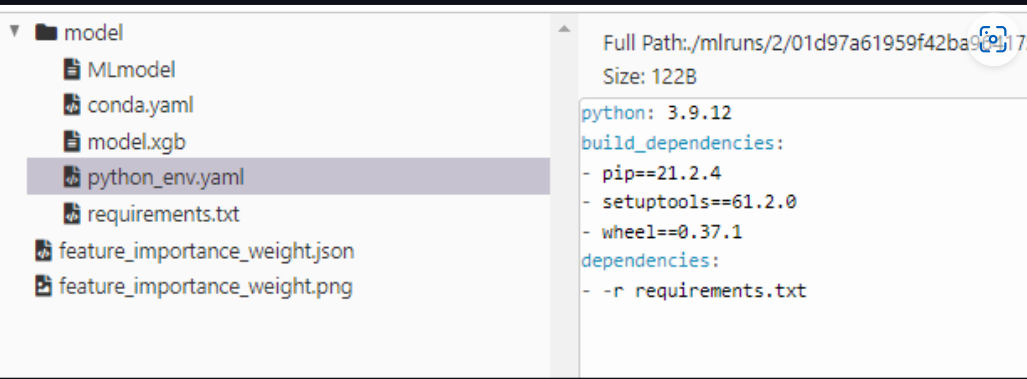 model
MLmodel
conda.yaml
model.xgb
python_env.yaml
requirements.txt
feature_importance_weight.json
feature_importance_weight.png
Full Path:./mlruns/2/01d97a61959f42ba
Size: 122B
python: 3.9.12
build_dependencies:
- pip==21.2.4
- setuptools==61.2.0
- wheel==0.37.1
dependencies:
- -r requirements.txt